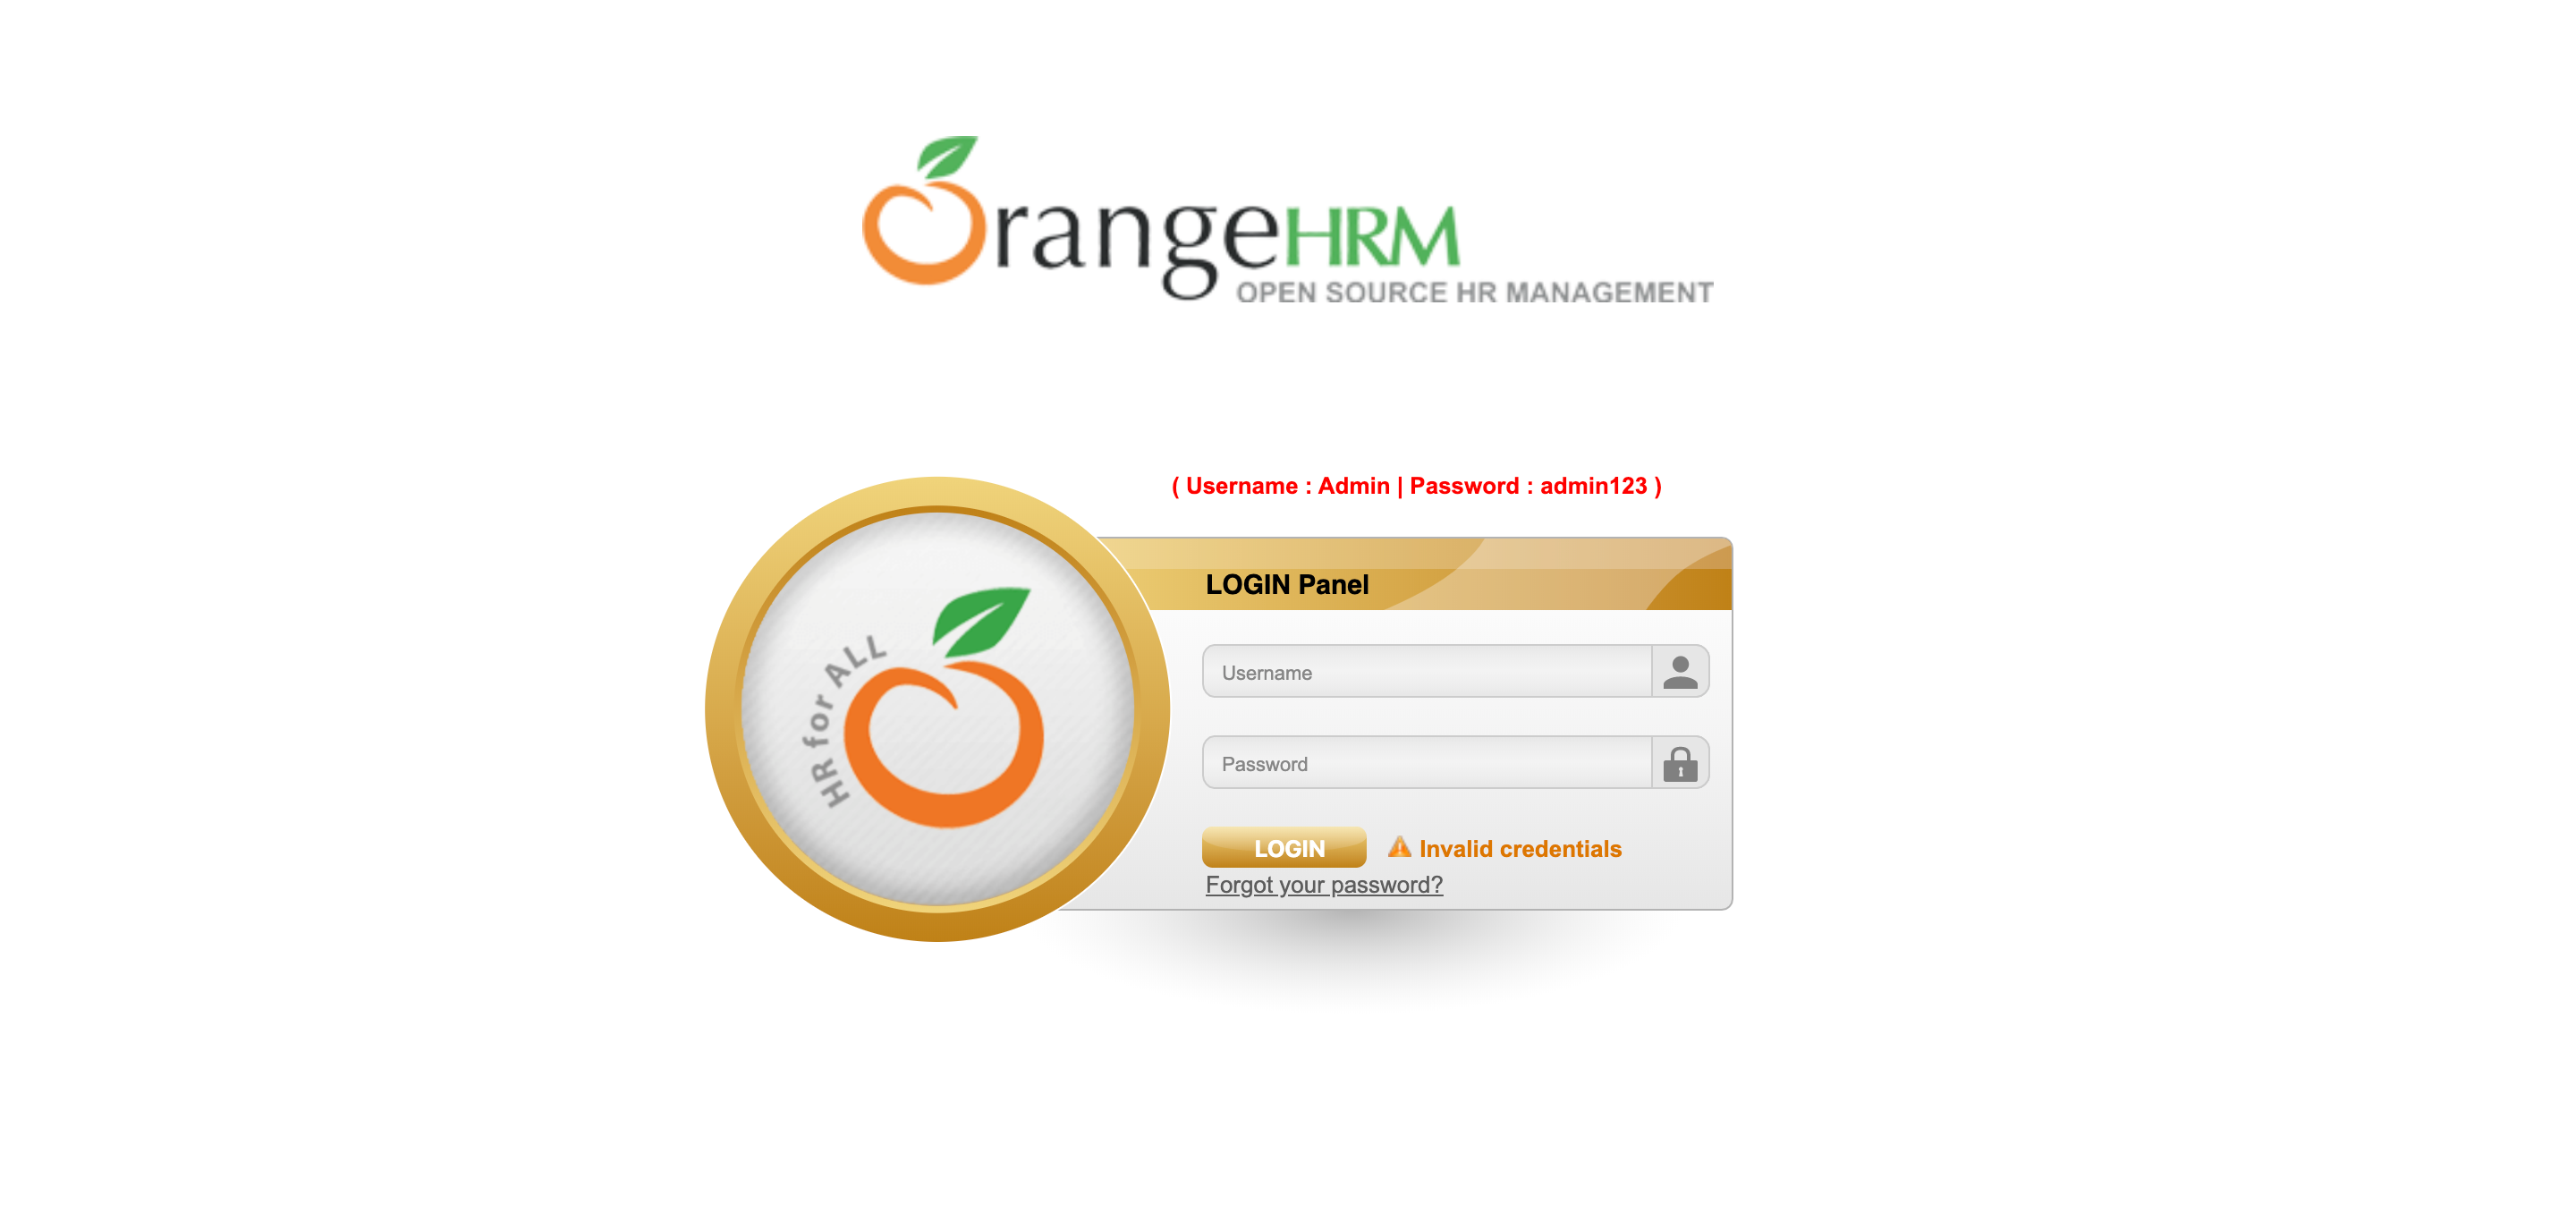 OrangeHRM
OPEN SOURCE HR MANAGEMENT
( Username : Admin | Password : admin123 )
HR for ALL
LOGIN Panel
Username
Password
LOGIN
Invalid credentials
Forgot your password?